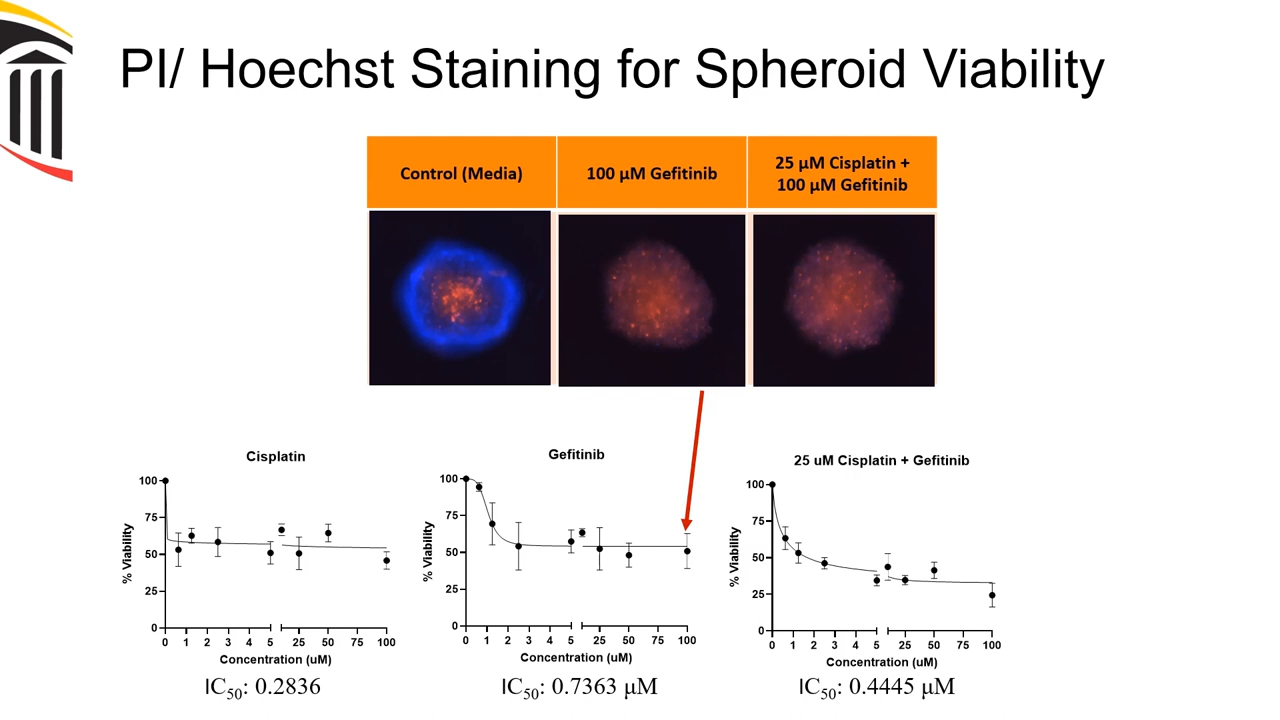 PI/ Hoechst Staining for Spheroid Viability
Control (Media)
100 μM Gefitinib
25 μM Cisplatin +
100 μM Gefitinib
Cisplatin
% Viability
100
75
50
25
0
0 1 2 3 4 5 25 50 75 100
Concentration (uM)
IC50: 0.2836
Gefitinib
% Viability
100
75
50
25
0
0 1 2 3 4 5 25 50 75 100
Concentration (uM)
IC50: 0.7363 μM
25 uM Cisplatin + Gefitinib
% Viability
100
75
50
25
0
0 1 2 3 4 5 25 50 75 100
Concentration (uM)
IC50: 0.4445 μM